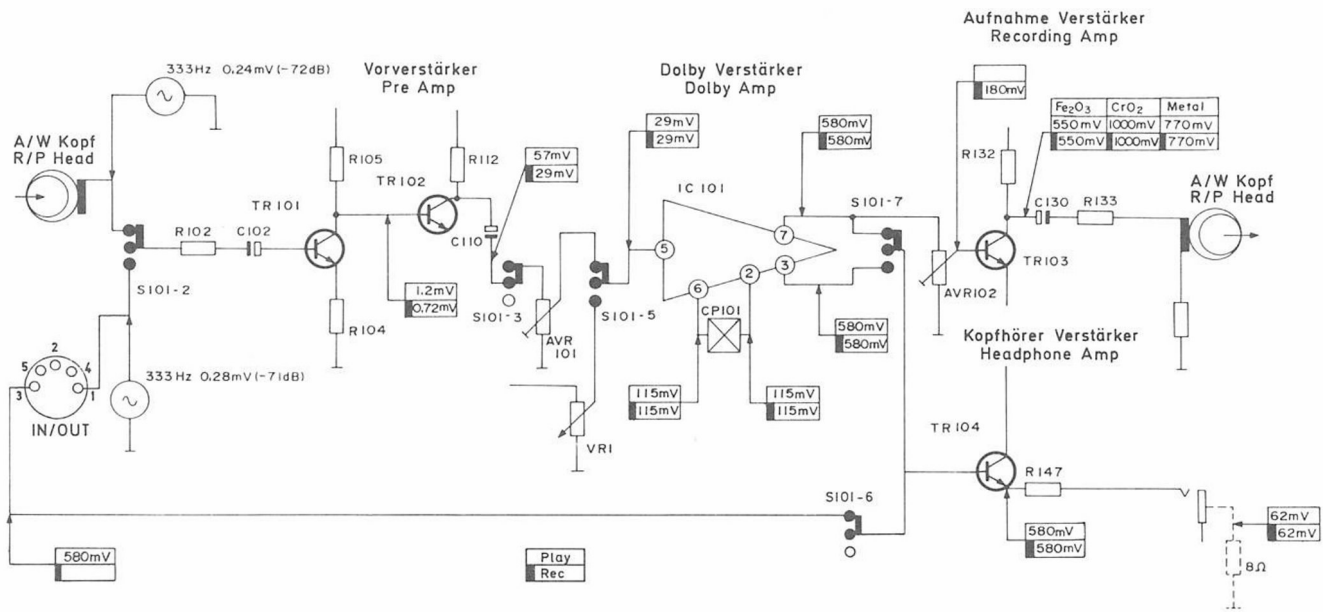 Aufnahme Verstärker
Recording Amp
333Hz 0.24mV (-72dB)
Vorverstärker
Pre Amp
Dolby Verstärker
Dolby Amp
180mV
Fe₂O₃ CrO₂ Metal
550mV 1000mV 770mV
550mV 1000mV 770mV
A/W Kopf
R/P Head
29mV
29mV
580mV
580mV
R105
R112
57mV
29mV
R132
TR102
IC 101
S101-7
C130
R133
A/W Kopf
R/P Head
TR101
R102
C102
C110
5
7
3
2
6
TR103
AVR102
S101-2
1.2mV
0.72mV
S101-3
S101-5
CP101
R104
AVR
101
580mV
580mV
Kopfhörer Verstärker
Headphone Amp
2
5
4
3
1
IN/OUT
333Hz 0.28mV (-71dB)
115mV
115mV
115mV
115mV
VR1
TR104
R147
S101-6
580mV
580mV
62mV
62mV
8Ω
580mV
Play
Rec